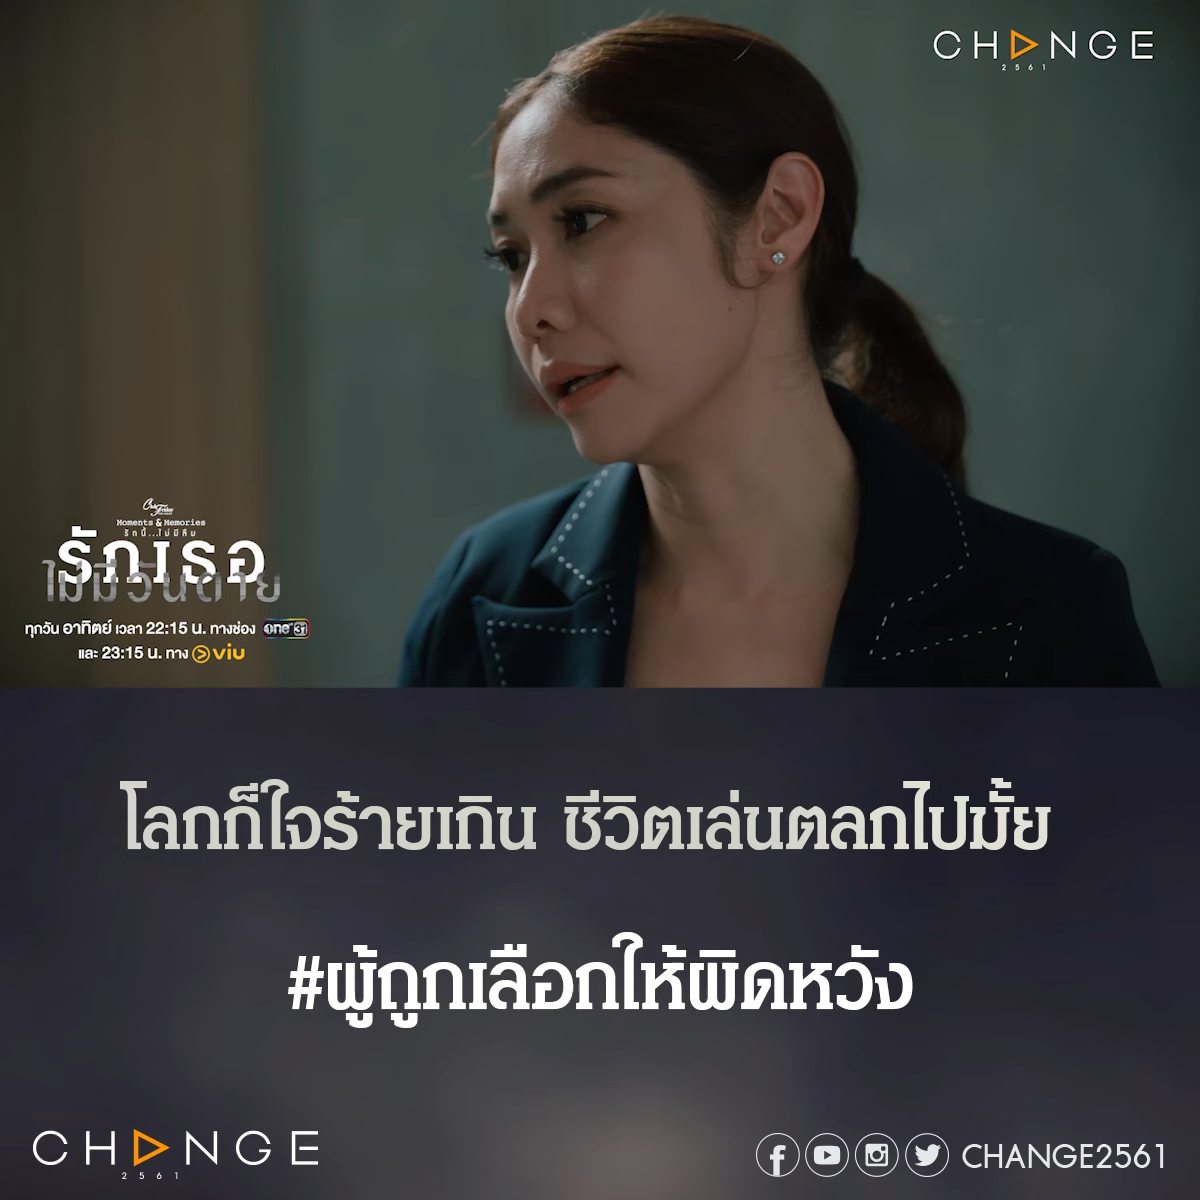 CHANGE
2561
Club Friday
Moments & Memories
รักนี้...ไม่มีลืม
รักเธอ
ไม่มีวันตาย
ทุกวัน อาทิตย์ เวลา 22:15 น. ทางช่อง one 31
และ 23:15 น. ทาง viu
โลกก็ใจร้ายเกิน ชีวิตเล่นตลกไปมั้ย
#ผู้ถูกเลือกให้ผิดหวัง
CHANGE
2561
CHANGE2561